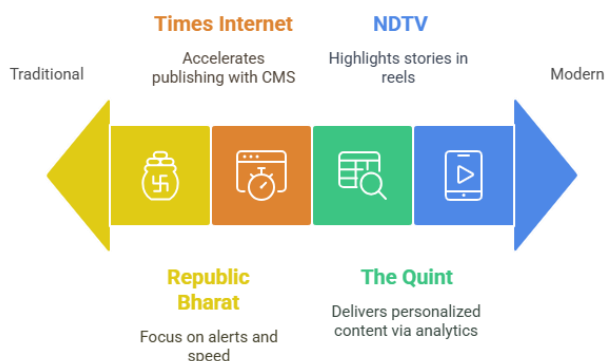 Times Internet
NDTV
Traditional
Accelerates
publishing with CMS
Highlights stories in
reels
Modern
Republic
Bharat
Focus on alerts and
speed
The Quint
Delivers personalized
content via analytics